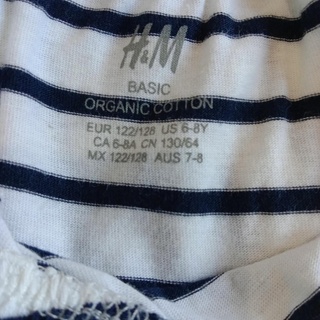 H&M
BASIC
ORGANIC COTTON
EUR 122/128 US 6-8Y
CA 6-8A CN 130/64
MX 122/128 AUS 7-8